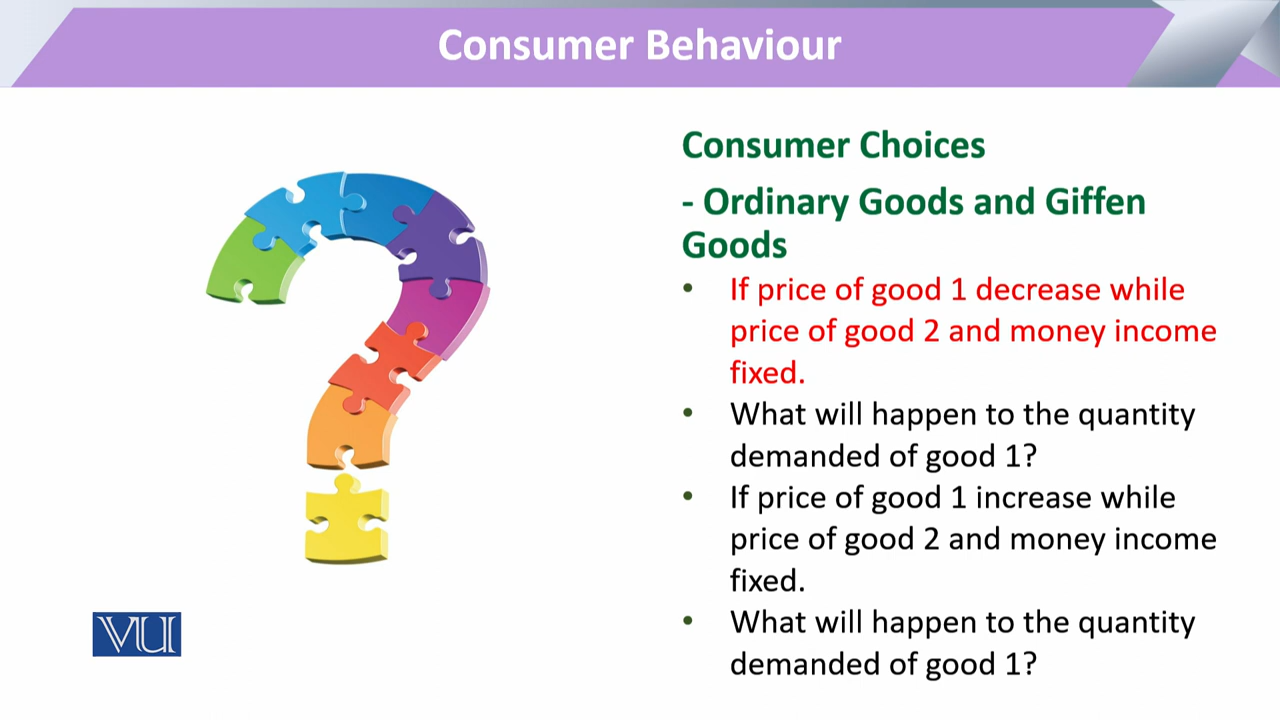 Consumer Behaviour
Consumer Choices
- Ordinary Goods and Giffen
Goods
• If price of good 1 decrease while
price of good 2 and money income
fixed.
• What will happen to the quantity
demanded of good 1?
• If price of good 1 increase while
price of good 2 and money income
fixed.
• What will happen to the quantity
demanded of good 1?
VU